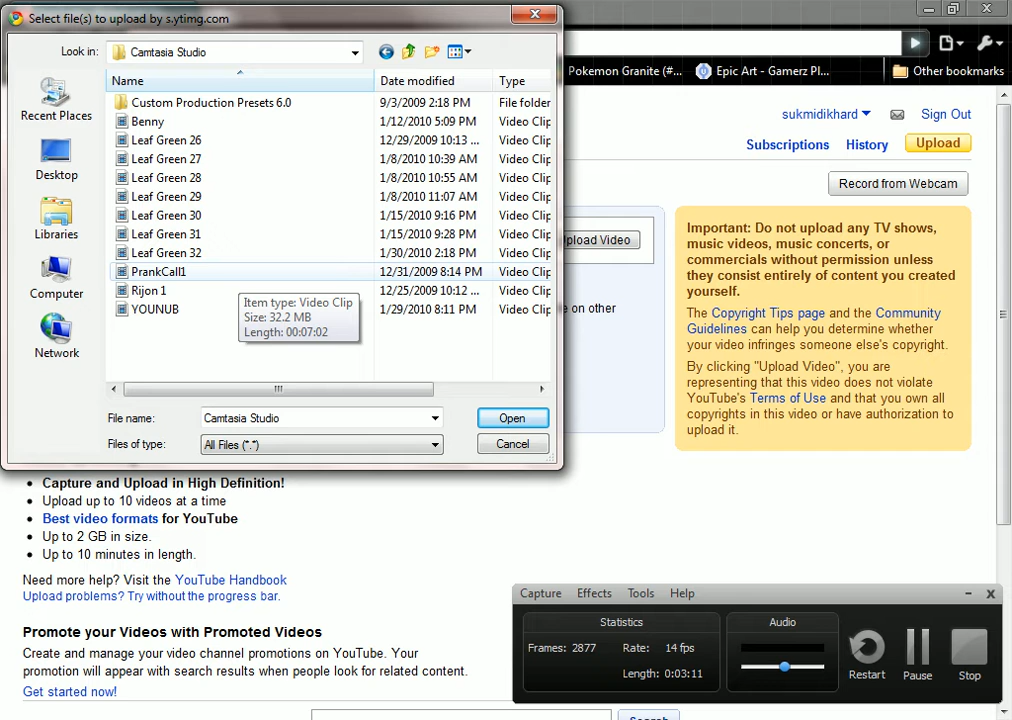 Select file(s) to upload by s.ytimg.com
Look in:
Camtasia Studio
Name
Date modified
Type
Custom Production Presets 6.0
9/3/2009 2:18 PM
File folder
Benny
1/12/2010 5:09 PM
Video Clip
Leaf Green 26
12/29/2009 10:13 ...
Video Clip
Leaf Green 27
1/8/2010 10:39 AM
Video Clip
Leaf Green 28
1/8/2010 10:55 AM
Video Clip
Leaf Green 29
1/8/2010 11:07 AM
Video Clip
Leaf Green 30
1/15/2010 9:16 PM
Video Clip
Leaf Green 31
1/15/2010 9:28 PM
Video Clip
Leaf Green 32
1/30/2010 2:18 PM
Video Clip
PrankCall1
12/31/2009 8:14 PM
Video Clip
Rijon 1
12/25/2009 10:12 ...
Video Clip
YOUNUB
1/29/2010 8:11 PM
Video Clip
Item type: Video Clip
Size: 32.2 MB
Length: 00:07:02
Recent Places
Desktop
Libraries
Computer
Network
File name:
Camtasia Studio
Open
Files of type:
All Files (*.*)
Cancel
Pokemon Granite (#...
Epic Art - Gamerz Pl...
Other bookmarks
sukmidikhard
Sign Out
Subscriptions
History
Upload
Record from Webcam
pload Video
e on other
Important: Do not upload any TV shows,
music videos, music concerts, or
commercials without permission unless
they consist entirely of content you created
yourself.
The Copyright Tips page and the Community
Guidelines can help you determine whether
your video infringes someone else's copyright.
By clicking "Upload Video", you are
representing that this video does not violate
YouTube's Terms of Use and that you own all
copyrights in this video or have authorization to
upload it.
Capture and Upload in High Definition!
Upload up to 10 videos at a time
Best video formats for YouTube
Up to 2 GB in size.
Up to 10 minutes in length.
Need more help? Visit the YouTube Handbook
Upload problems? Try without the progress bar.
Promote your Videos with Promoted Videos
Create and manage your video channel promotions on YouTube. Your
promotion will appear with search results when people look for related content.
Get started now!
Capture
Effects
Tools
Help
Statistics
Frames: 2877
Rate: 14 fps
Length: 0:03:11
Audio
Restart
Pause
Stop
Search